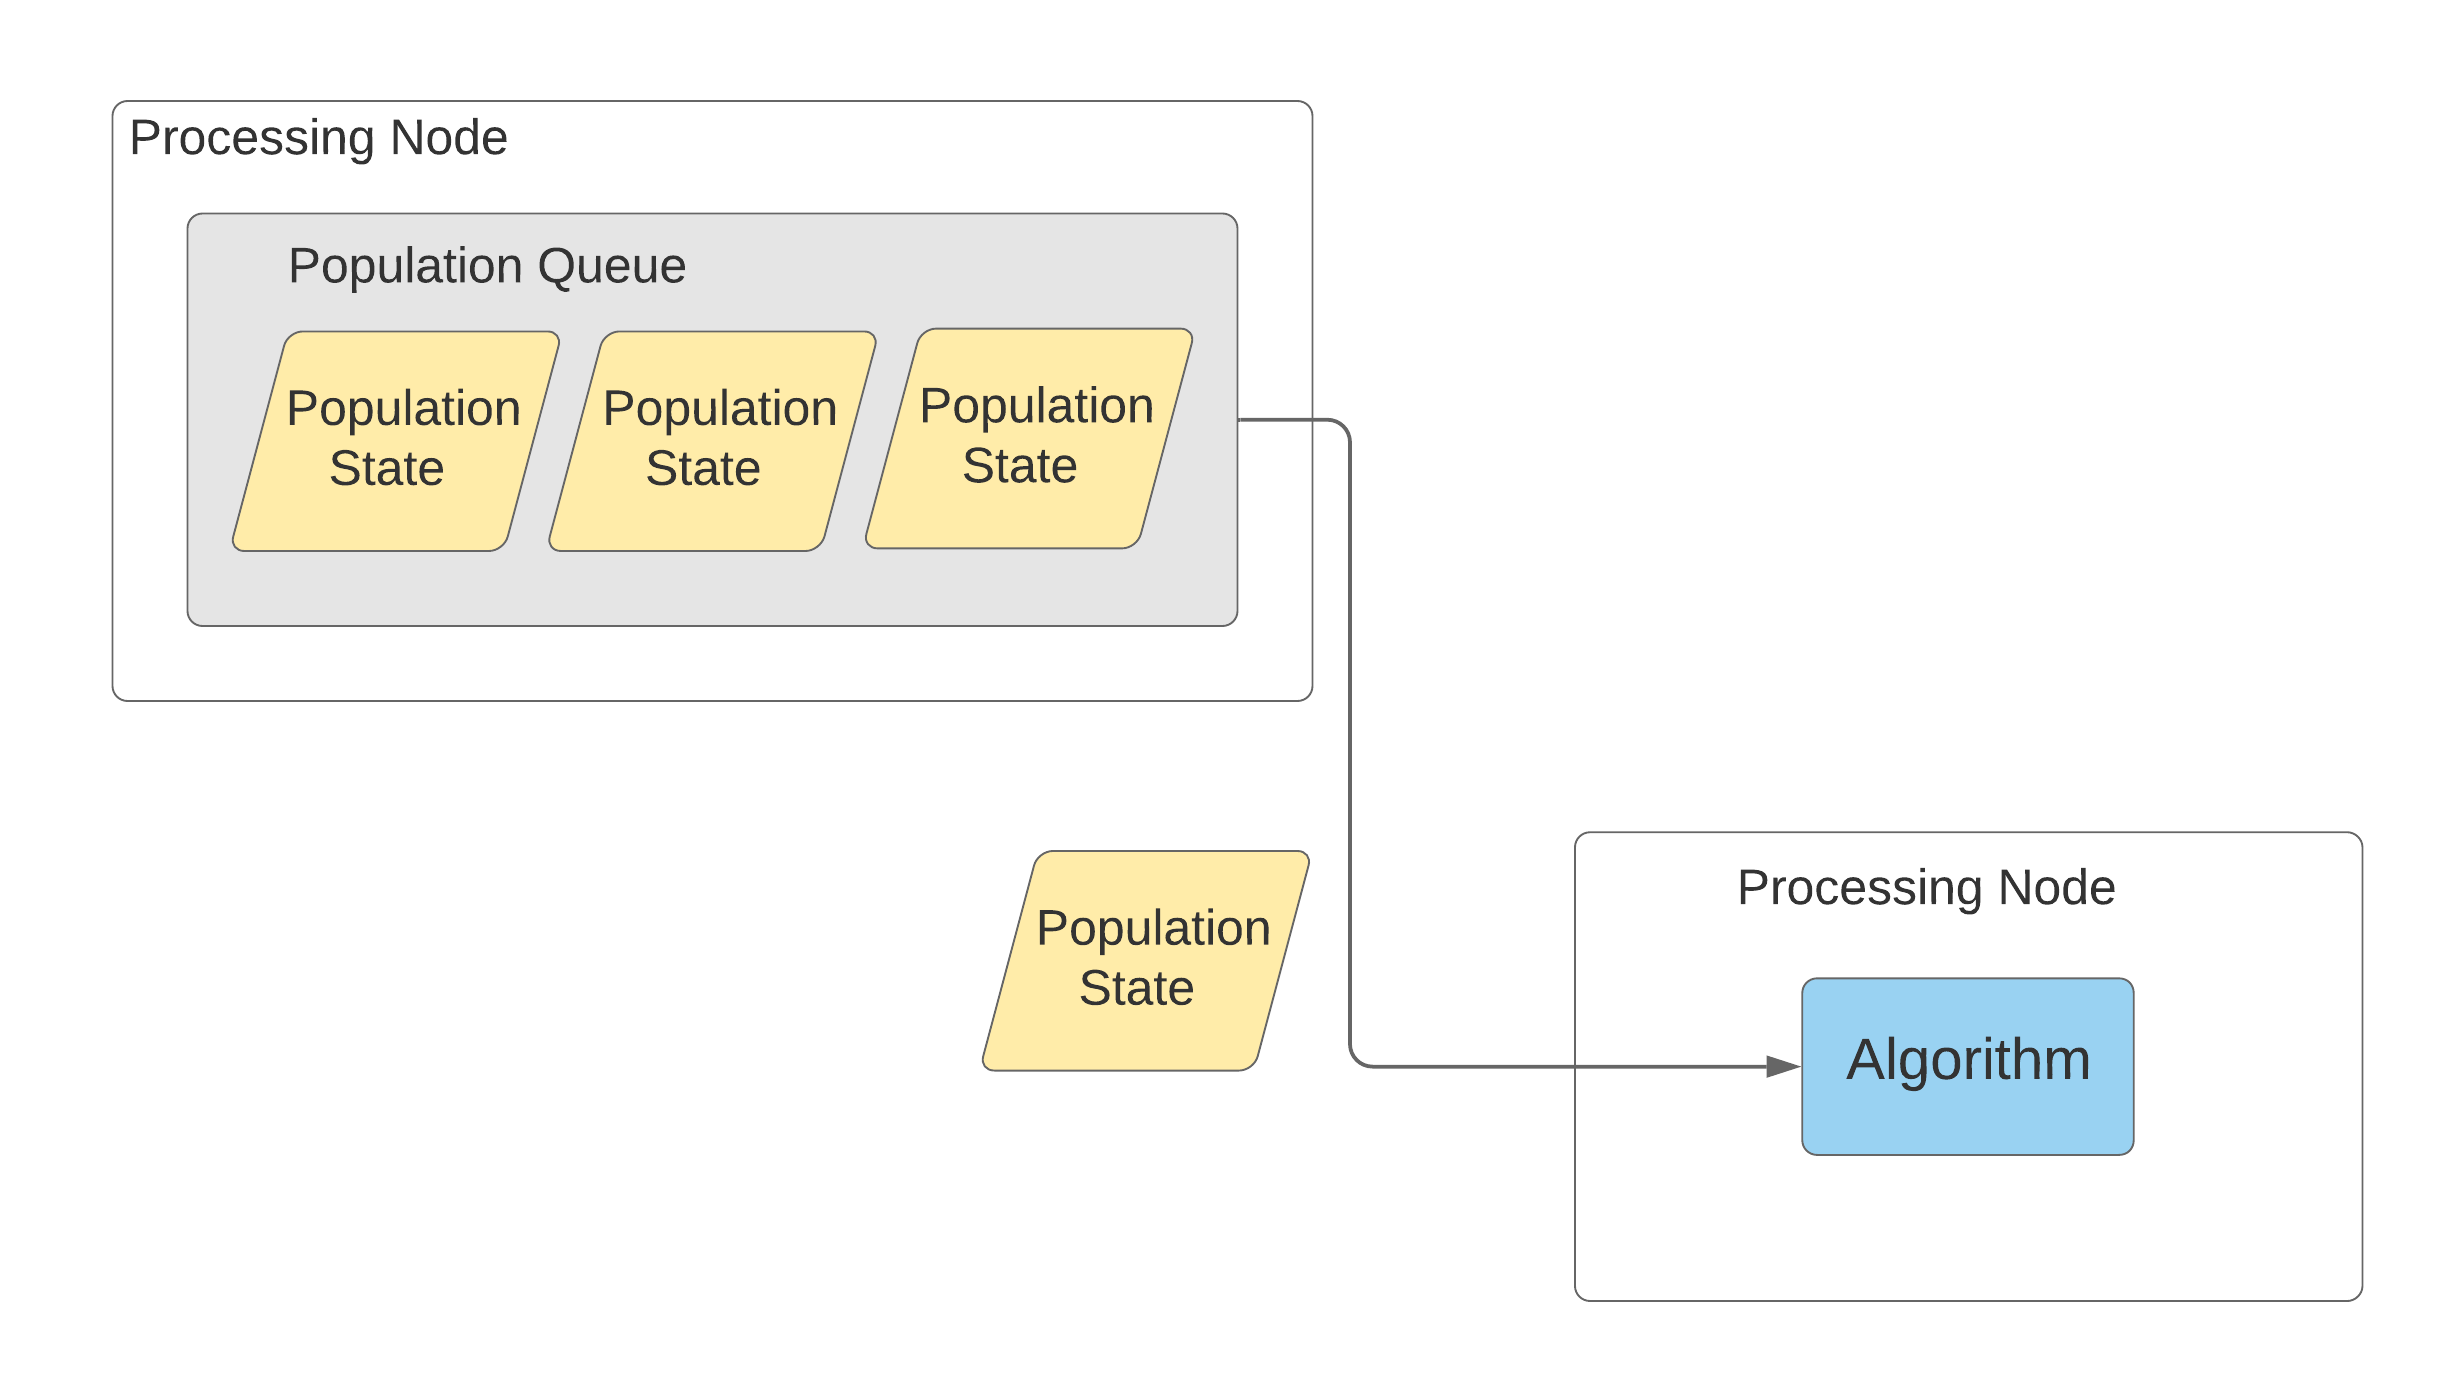 Processing Node
Population Queue
Population
State
Population
State
Population
State
Population
State
Processing Node
Algorithm